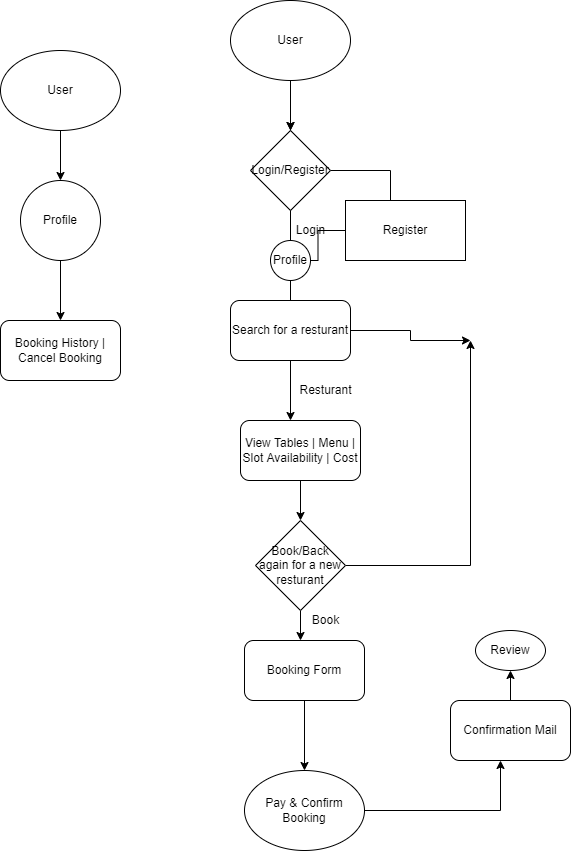 User
Profile
Booking History |
Cancel Booking
User
Login/Register
Login
Register
Profile
Search for a resturant
Resturant
View Tables | Menu |
Slot Availability | Cost
Book/Back
again for a new
resturant
Book
Booking Form
Pay & Confirm
Booking
Review
Confirmation Mail